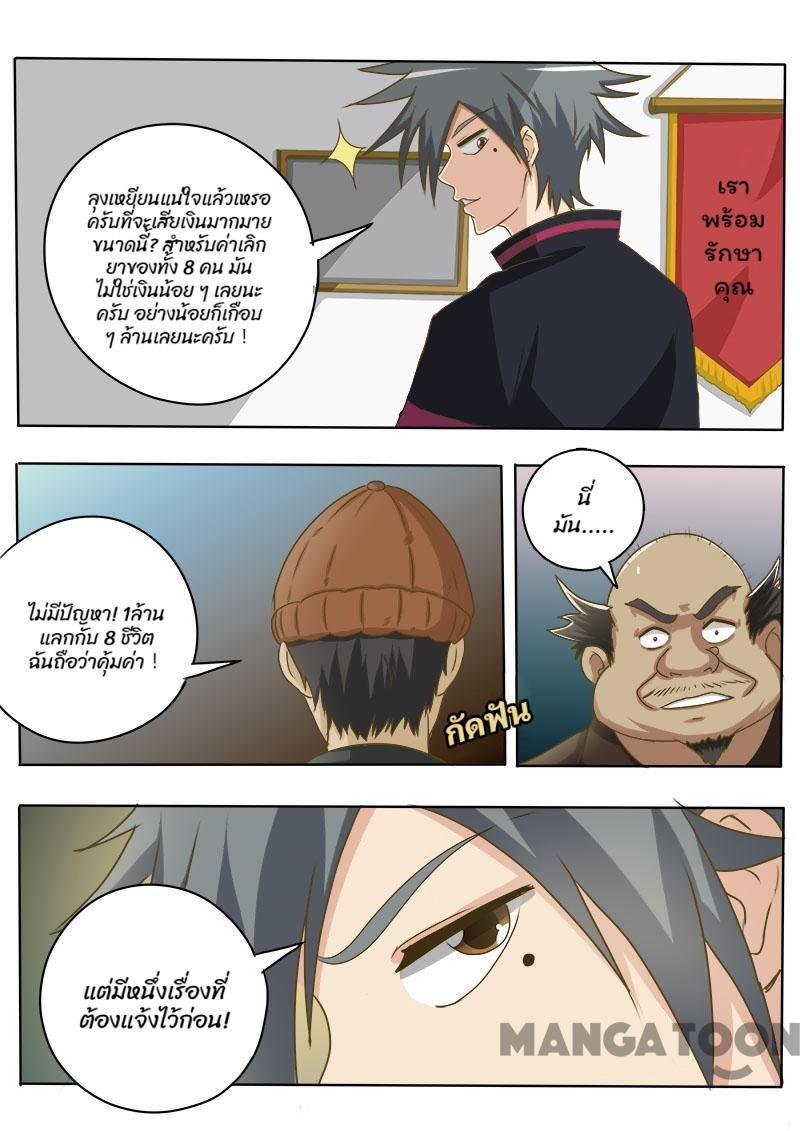 ลุงเหยียนแน่ใจแล้วเหรอ
ครับที่จะเสียเงินมากมาย
ขนาดนี้? สำหรับค่าเลิก
ยาของทั้ง 8 คน มัน
ไม่ใช่เงินน้อย ๆ เลยนะ
ครับ อย่างน้อยก็เกือบ
ๆ ล้านเลยนะครับ !
เรา
พร้อม
รักษา
คุณ
ไม่มีปัญหา! 1ล้าน
แลกกับ 8 ชีวิต
ฉันถือว่าคุ้มค่า !
กัดฟัน
นี่
มัน.....
แต่มีหนึ่งเรื่องที่
ต้องแจ้งไว้ก่อน!
MANGATOON